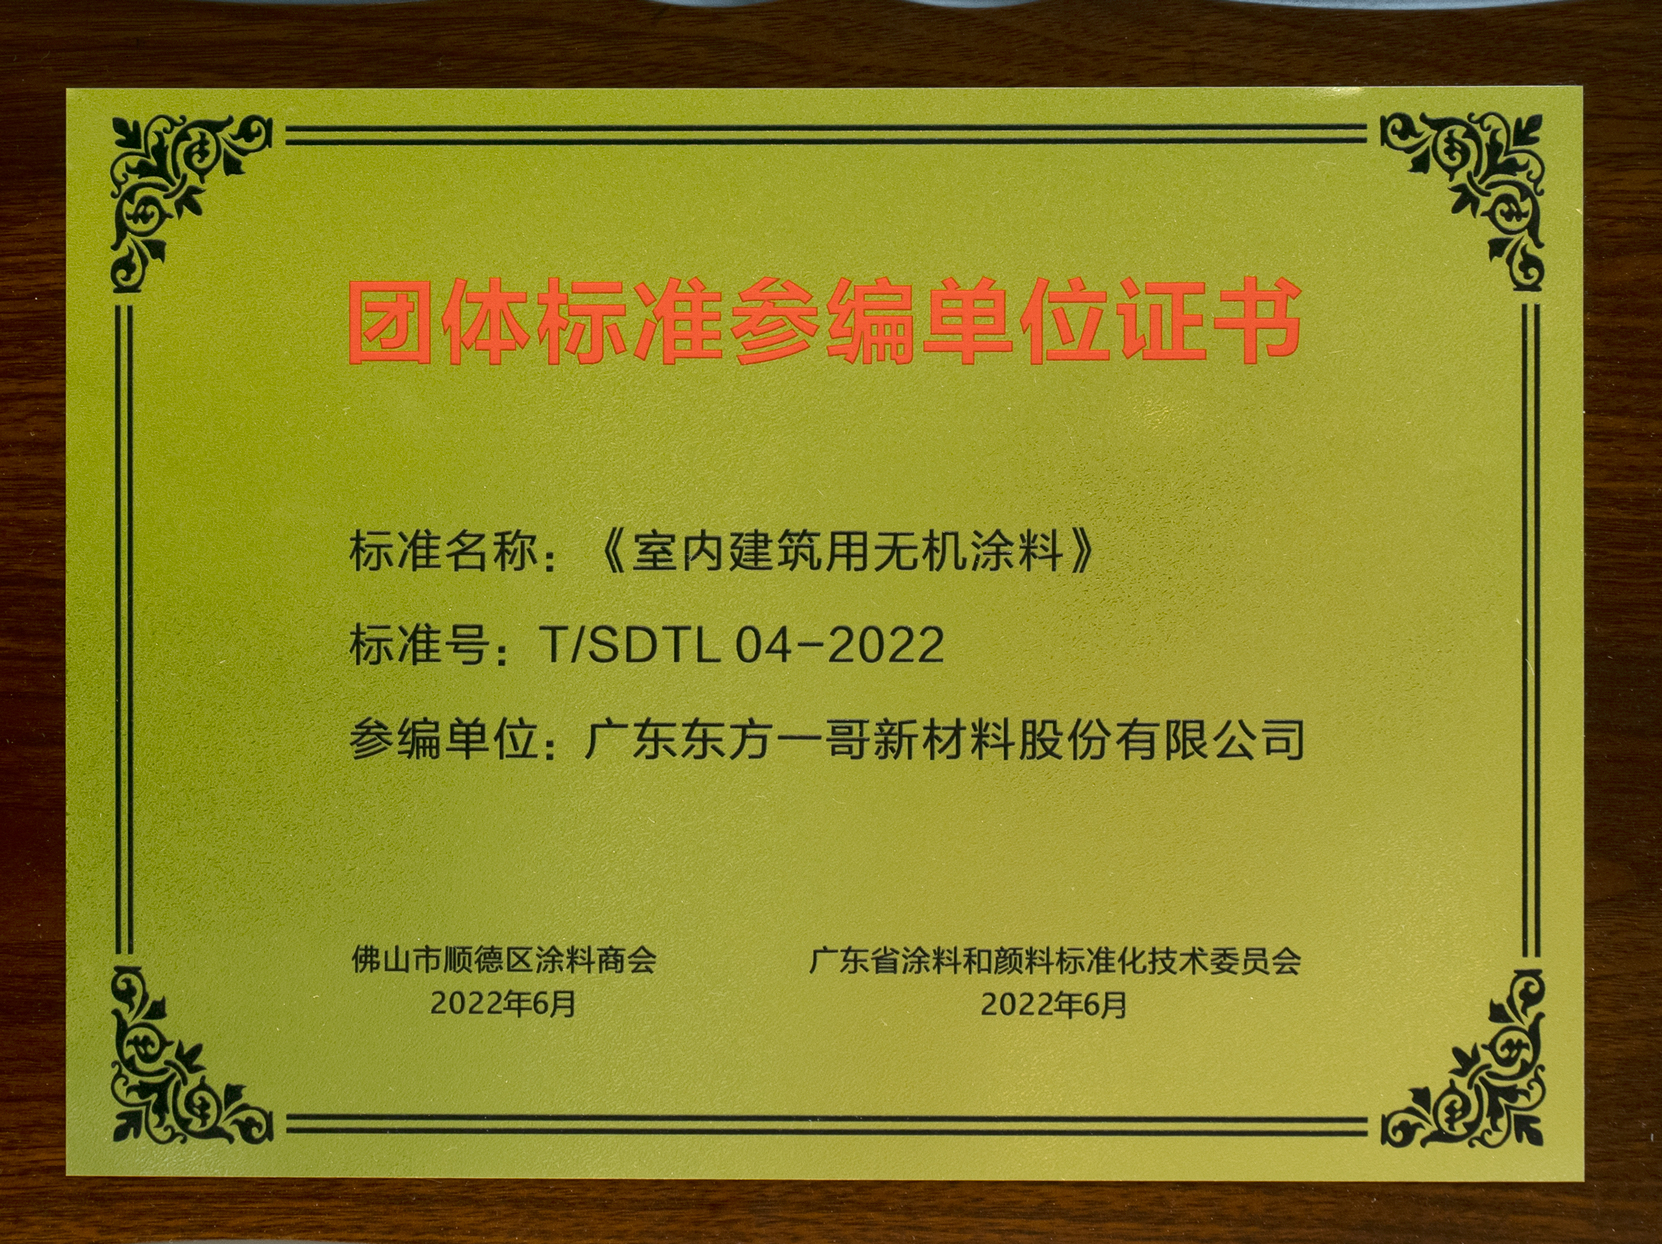 团体标准参编单位证书
标准名称：《室内建筑用无机涂料》
标准号：T/SDTL 04-2022
参编单位：广东东方一哥新材料股份有限公司
佛山市顺德区涂料商会
2022年6月
广东省涂料和颜料标准化技术委员会
2022年6月